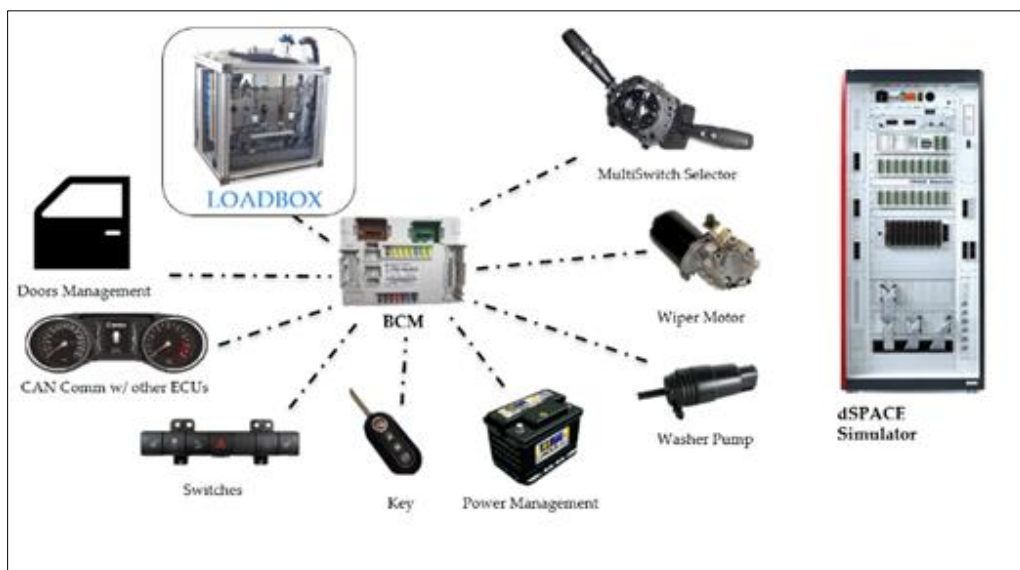 LOADBOX
MultiSwitch Selector
Doors Management
BCM
Wiper Motor
CAN Comm w/ other ECUs
dSPACE
Simulator
Washer Pump
Switches
Key
Power Management